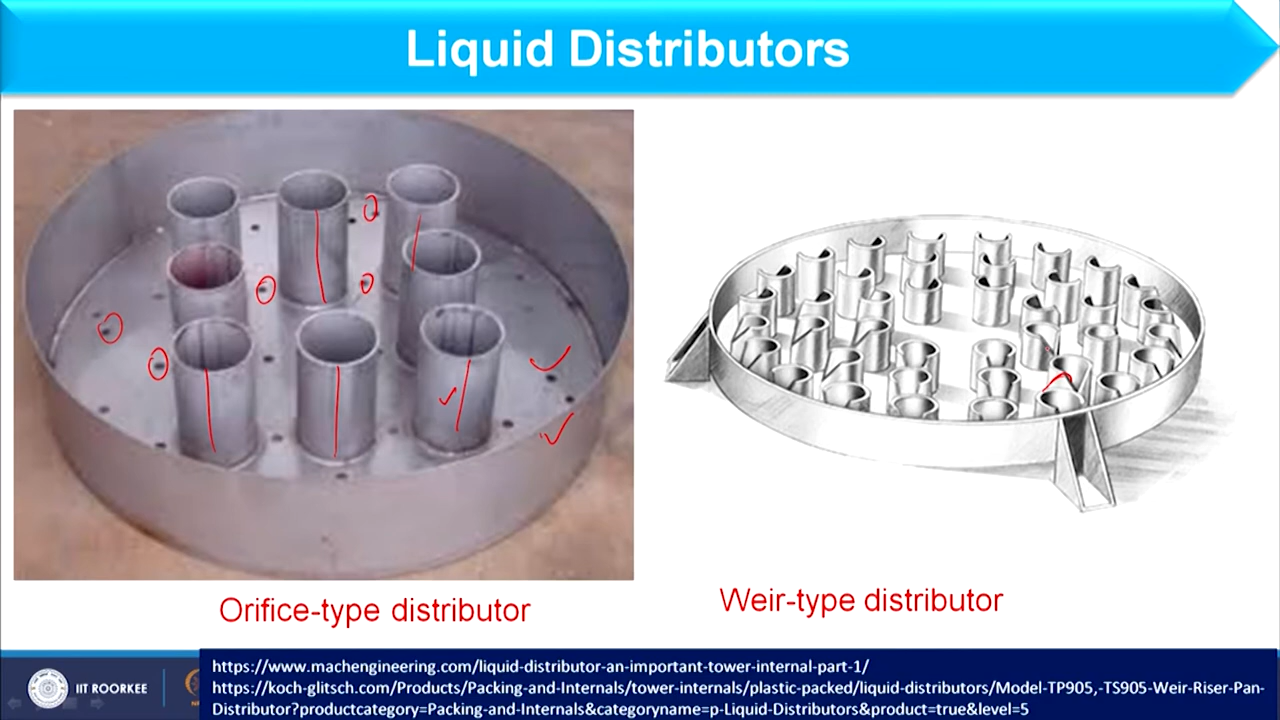 Liquid Distributors
Orifice-type distributor
Weir-type distributor
IIT ROORKEE
https://www.machengineering.com/liquid-distributor-an-important-tower-internal-part-1/
https://koch-glitsch.com/Products/Packing-and-Internals/tower-internals/plastic-packed/liquid-distributors/Model-TP905,-TS905-Weir-Riser-Pan-
Distributor?productcategory=Packing-and-Internals&categoryname=p-Liquid-Distributors&product=true&level=5